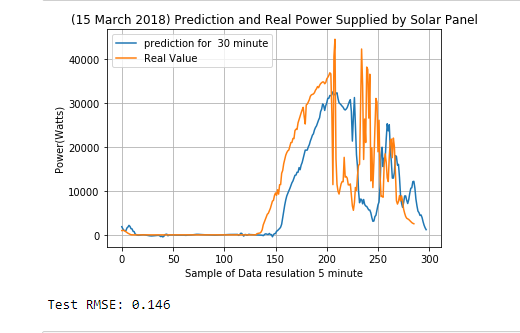 (15 March 2018) Prediction and Real Power Supplied by Solar Panel
prediction for 30 minute
Real Value
Power(Watts)
40000
30000
20000
10000
0
0 50 100 150 200 250 300
Sample of Data resulation 5 minute
Test RMSE: 0.146